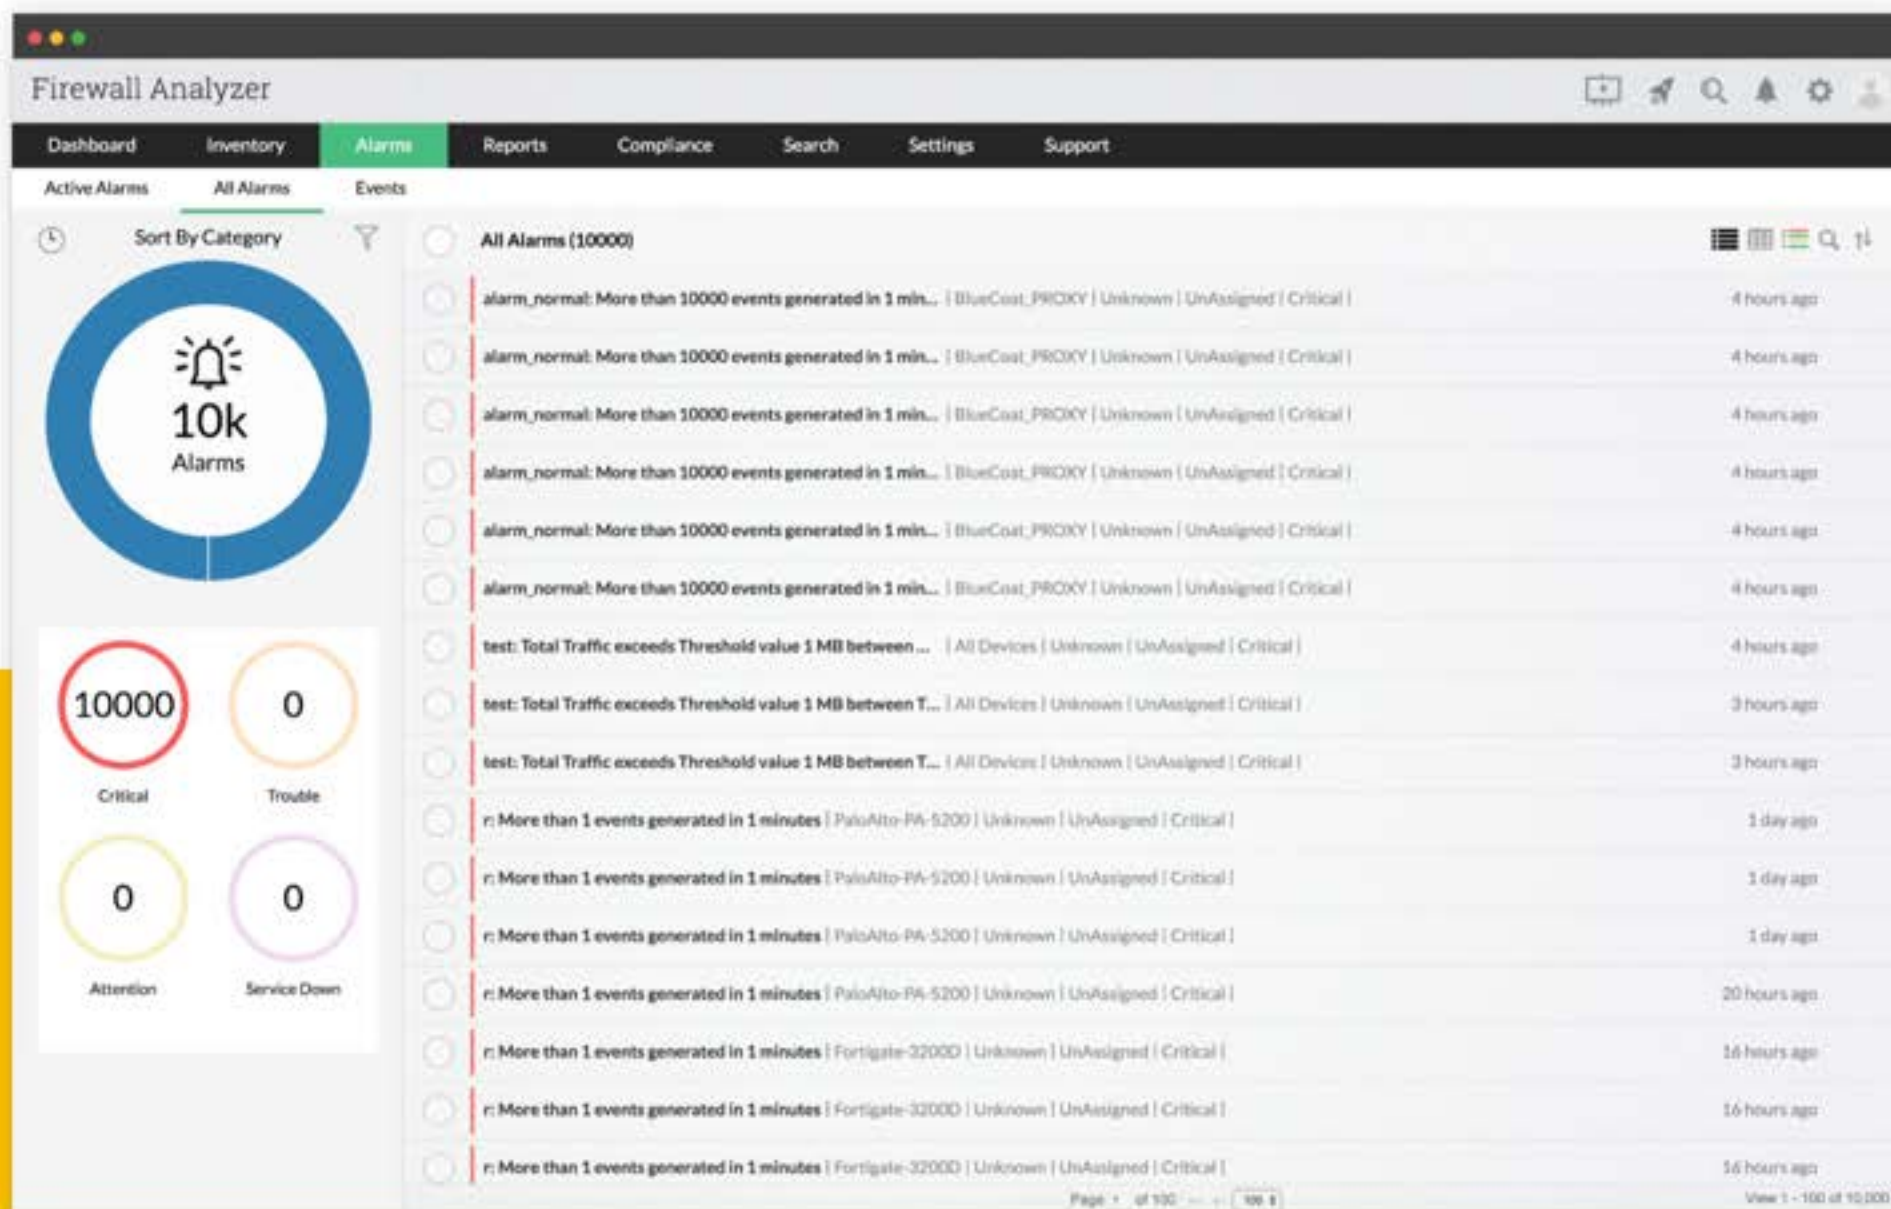 Firewall Analyzer
Dashboard Inventory Alarms Reports Compliance Search Settings Support
Active Alarms All Alarms Events
Sort By Category
10k
Alarms
10000
Critical
0
Trouble
0
Attention
0
Service Down
All Alarms (10000)
alarm_normal: More than 10000 events generated in 1 min... | BlueCoat_PROXY | Unknown | UnAssigned | Critical | 4 hours ago
alarm_normal: More than 10000 events generated in 1 min... | BlueCoat_PROXY | Unknown | UnAssigned | Critical | 4 hours ago
alarm_normal: More than 10000 events generated in 1 min... | BlueCoat_PROXY | Unknown | UnAssigned | Critical | 4 hours ago
alarm_normal: More than 10000 events generated in 1 min... | BlueCoat_PROXY | Unknown | UnAssigned | Critical | 4 hours ago
alarm_normal: More than 10000 events generated in 1 min... | BlueCoat_PROXY | Unknown | UnAssigned | Critical | 4 hours ago
alarm_normal: More than 10000 events generated in 1 min... | BlueCoat_PROXY | Unknown | UnAssigned | Critical | 4 hours ago
test: Total Traffic exceeds Threshold value 1 MB between ... | All Devices | Unknown | UnAssigned | Critical | 4 hours ago
test: Total Traffic exceeds Threshold value 1 MB between T... | All Devices | Unknown | UnAssigned | Critical | 3 hours ago
test: Total Traffic exceeds Threshold value 1 MB between T... | All Devices | Unknown | UnAssigned | Critical | 3 hours ago
r: More than 1 events generated in 1 minutes | PaloAlto-PA-5200 | Unknown | UnAssigned | Critical | 1 day ago
r: More than 1 events generated in 1 minutes | PaloAlto-PA-5200 | Unknown | UnAssigned | Critical | 1 day ago
r: More than 1 events generated in 1 minutes | PaloAlto-PA-5200 | Unknown | UnAssigned | Critical | 1 day ago
r: More than 1 events generated in 1 minutes | PaloAlto-PA-5200 | Unknown | UnAssigned | Critical | 20 hours ago
r: More than 1 events generated in 1 minutes | Fortigate-3200D | Unknown | UnAssigned | Critical | 16 hours ago
r: More than 1 events generated in 1 minutes | Fortigate-3200D | Unknown | UnAssigned | Critical | 16 hours ago
r: More than 1 events generated in 1 minutes | Fortigate-3200D | Unknown | UnAssigned | Critical | 16 hours ago
Page 1 of 100 100 View 1 - 100 of 10,000